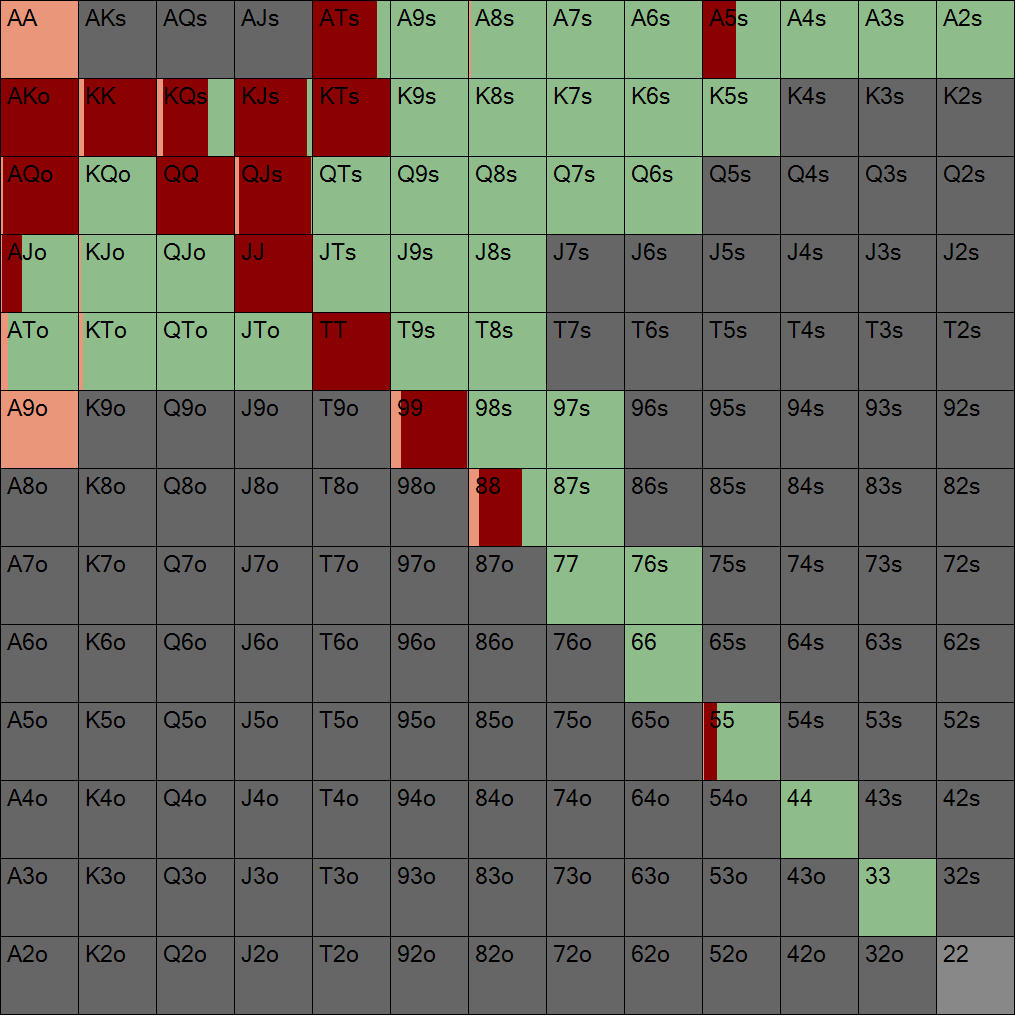 AA AKs AQs AJs ATs A9s A8s A7s A6s A5s A4s A3s A2s
AKo KK KQs KJs KTs K9s K8s K7s K6s K5s K4s K3s K2s
AQo KQo QQ QJs QTs Q9s Q8s Q7s Q6s Q5s Q4s Q3s Q2s
AJo KJo QJo JJ JTs J9s J8s J7s J6s J5s J4s J3s J2s
ATo KTo QTo JTo TT T9s T8s T7s T6s T5s T4s T3s T2s
A9o K9o Q9o J9o T9o 99 98s 97s 96s 95s 94s 93s 92s
A8o K8o Q8o J8o T8o 98o 88 87s 86s 85s 84s 83s 82s
A7o K7o Q7o J7o T7o 97o 87o 77 76s 75s 74s 73s 72s
A6o K6o Q6o J6o T6o 96o 86o 76o 66 65s 64s 63s 62s
A5o K5o Q5o J5o T5o 95o 85o 75o 65o 55 54s 53s 52s
A4o K4o Q4o J4o T4o 94o 84o 74o 64o 54o 44 43s 42s
A3o K3o Q3o J3o T3o 93o 83o 73o 63o 53o 43o 33 32s
A2o K2o Q2o J2o T2o 92o 82o 72o 62o 52o 42o 32o 22